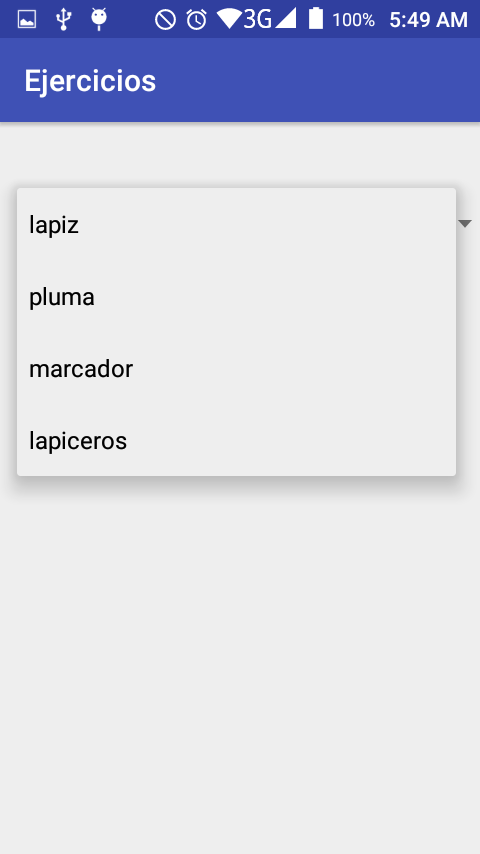 3G 100% 5:49 AM
Ejercicios
lapiz
pluma
marcador
lapiceros